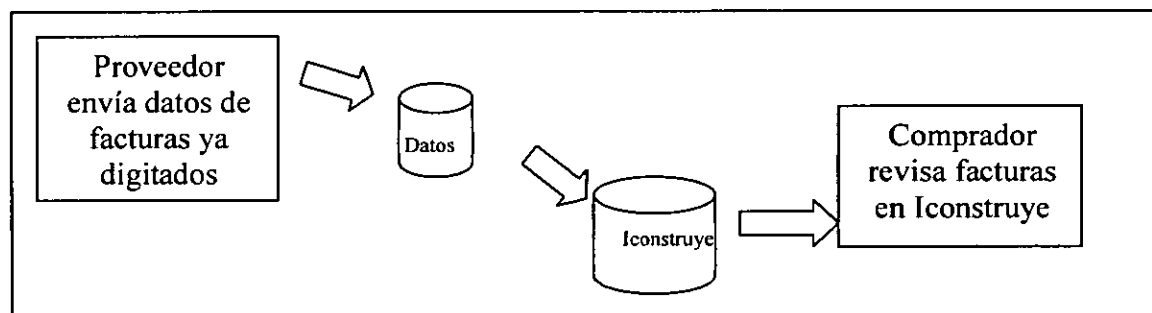 Proveedor
envía datos de
facturas ya
digitados
Datos
Iconstruye
Comprador
revisa facturas
en Iconstruye